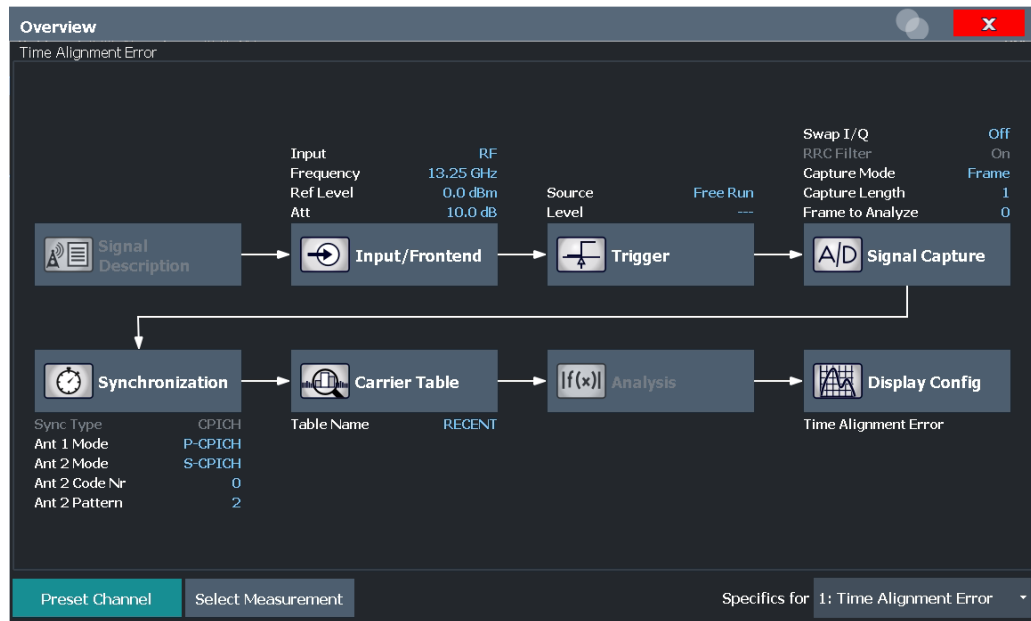 Overview
X
Time Alignment Error
Input RF
Frequency 13.25 GHz
Ref Level 0.0 dBm
Att 10.0 dB
Source Free Run
Level ---
Swap I/Q Off
RRC Filter On
Capture Mode Frame
Capture Length 1
Frame to Analyze 0
Signal
Description
Input/Frontend
Trigger
A/D Signal Capture
Synchronization
Carrier Table
|f(x)| Analysis
Display Config
Sync Type CPICH
Ant 1 Mode P-CPICH
Ant 2 Mode S-CPICH
Ant 2 Code Nr 0
Ant 2 Pattern 2
Table Name RECENT
Time Alignment Error
Preset Channel
Select Measurement
Specifics for 1: Time Alignment Error